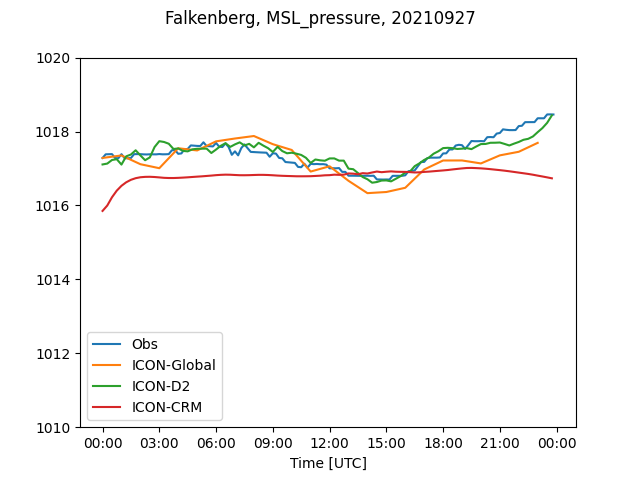 Falkenberg, MSL_pressure, 20210927
1020
1018
1016
1014
1012
1010
Obs
ICON-Global
ICON-D2
ICON-CRM
00:00 03:00 06:00 09:00 12:00 15:00 18:00 21:00 00:00
Time [UTC]